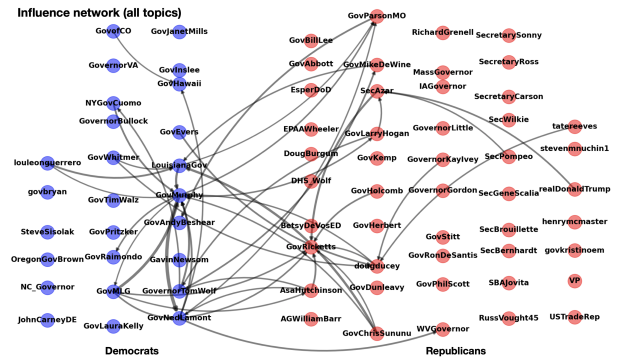 Influence network (all topics)
GovofCO
GovJanetMills
GovParsonMO
RichardGrenell
SecretarySonny
GovBillLee
GovernorVA
GovInslee
GovAbbott
GovMikeDeWine
MassGovernor
SecretaryRoss
GovHawaii
IAGovernor
EsperDoD
SecAzar
SecretaryCarson
NYGovCuomo
GovernorBullock
SecWilkie
GovEvers
EPAAWheeler
GovLarryHogan
GovernorLittle
tatereeves
stevenmnuchin1
louleonguerrero
GovWhitmer
LouisianaGov
DougBurgum
GovKemp
GovernorKayIvey
SecPompeo
DHS_Wolf
govbryan
GovTimWalz
GovMurphy
GovHolcomb
GovernorGordon
SecGeneScalia
realDonaldTrump
GovAndyBeshear
BetsyDeVosED
GovHerbert
henrymcmaster
SteveSisolak
GovPritzker
GovStitt
SecBrouillette
GovRicketts
OregonGovBrown
GovRaimondo
GavinNewsom
dougducey
GovRonDeSantis
SecBernhardt
govkristinoem
NC_Governor
GovMLG
GovernorTomWolf
AsaHutchinson
GovDunleavy
GovPhilScott
SBAJovita
VP
JohnCarneyDE
GovLauraKelly
GovNedLamont
AGWilliamBarr
GovChrisSununu
WVGovernor
RussVought45
USTradeRep
Democrats
Republicans